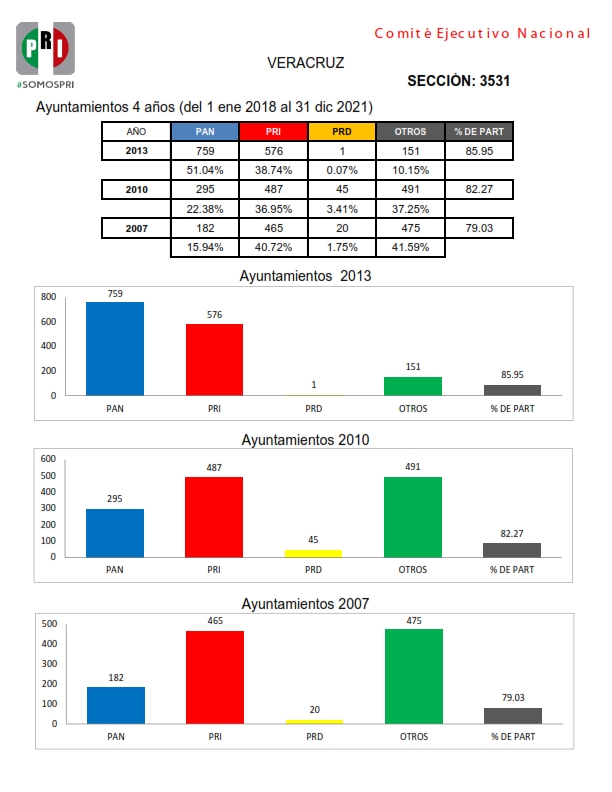 PRI
#SOMOSPRI
Comité Ejecutivo Nacional
VERACRUZ
SECCIÓN: 3531
Ayuntamientos 4 años (del 1 ene 2018 al 31 dic 2021)
AÑO PAN PRI PRD OTROS % DE PART
2013 759 576 1 151 85.95
51.04% 38.74% 0.07% 10.15%
2010 295 487 45 491 82.27
22.38% 36.95% 3.41% 37.25%
2007 182 465 20 475 79.03
15.94% 40.72% 1.75% 41.59%
Ayuntamientos 2013
800
600
400
200
0
759 576 1 151 85.95
PAN PRI PRD OTROS % DE PART
Ayuntamientos 2010
600
500
400
300
200
100
0
295 487 45 491 82.27
PAN PRI PRD OTROS % DE PART
Ayuntamientos 2007
500
400
300
200
100
0
182 465 20 475 79.03
PAN PRI PRD OTROS % DE PART